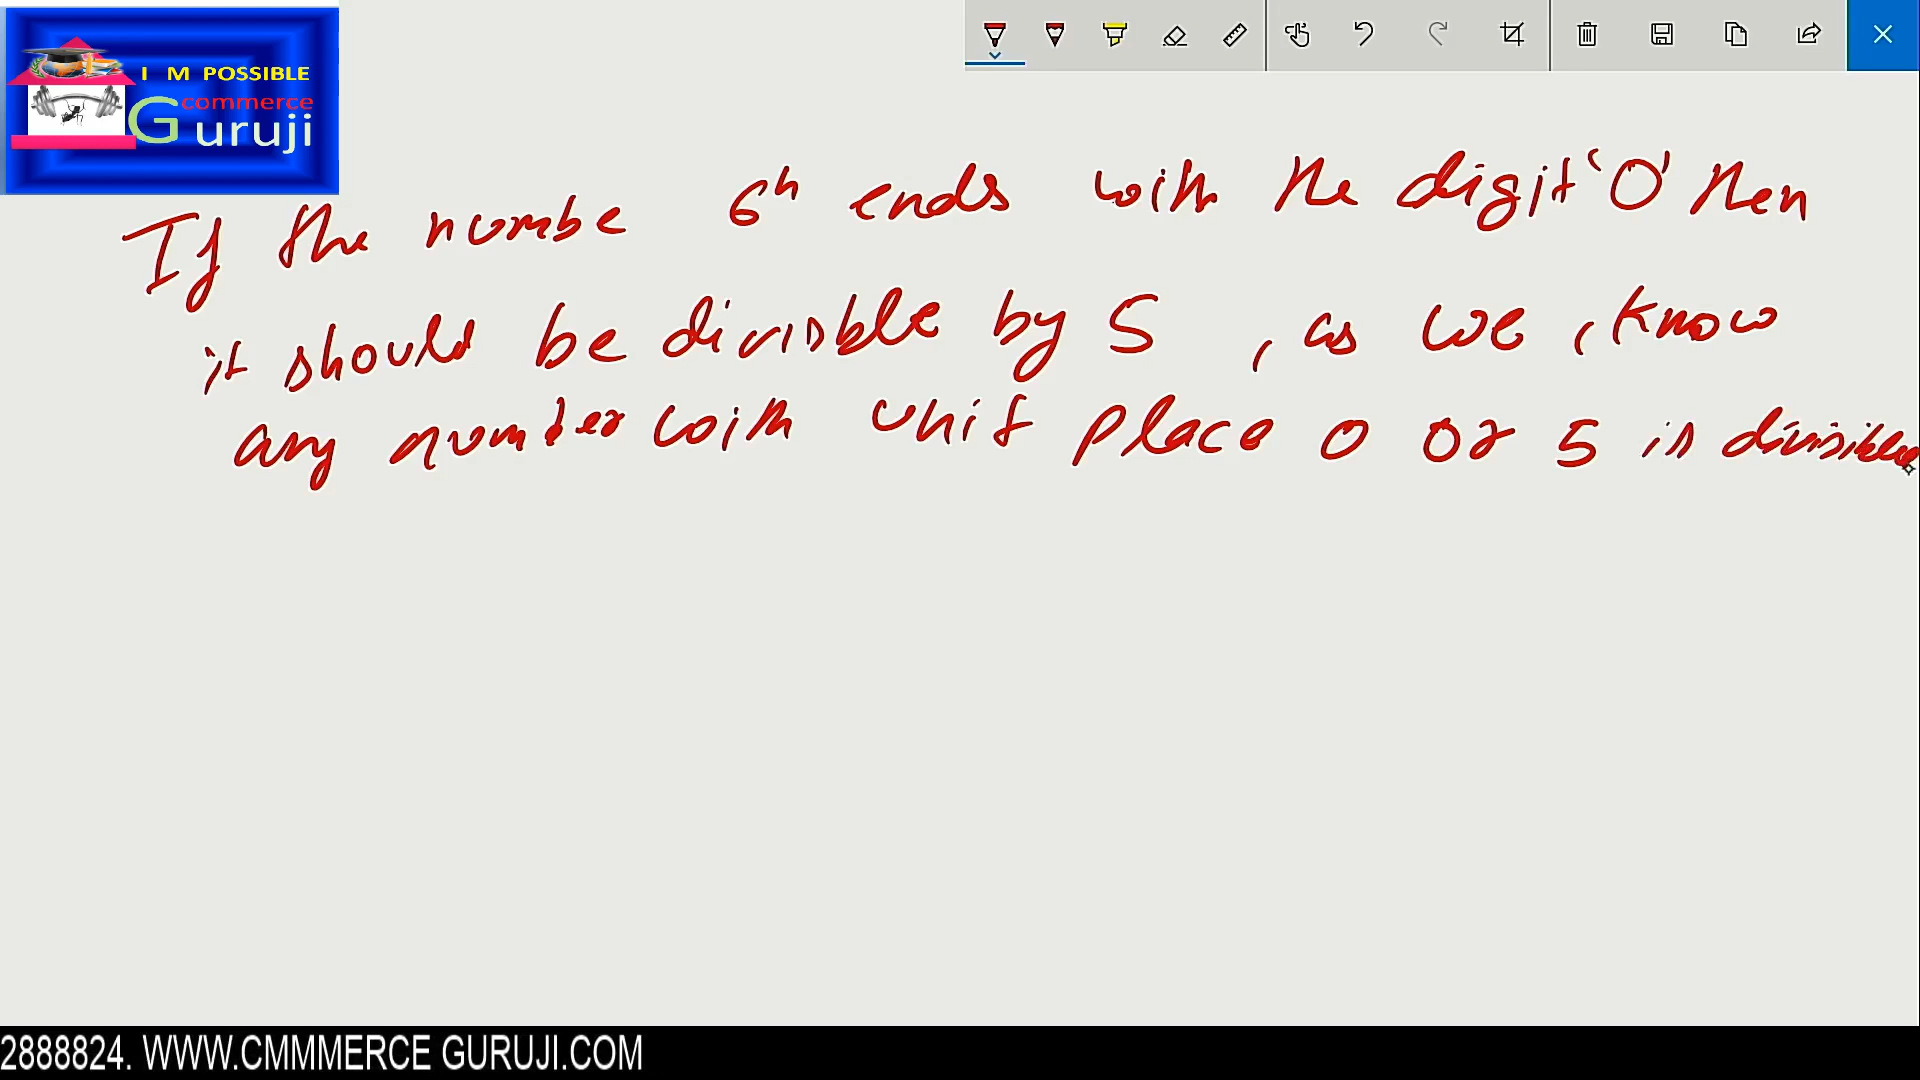 I M POSSIBLE
commerce
Guruji
If the numbe 6ⁿ ends with the digit '0' then
it should be divisble by 5 , as we , know
any number with unit place 0 or 5 is divisible
2888824. WWW.CMMMERCE GURUJI.COM